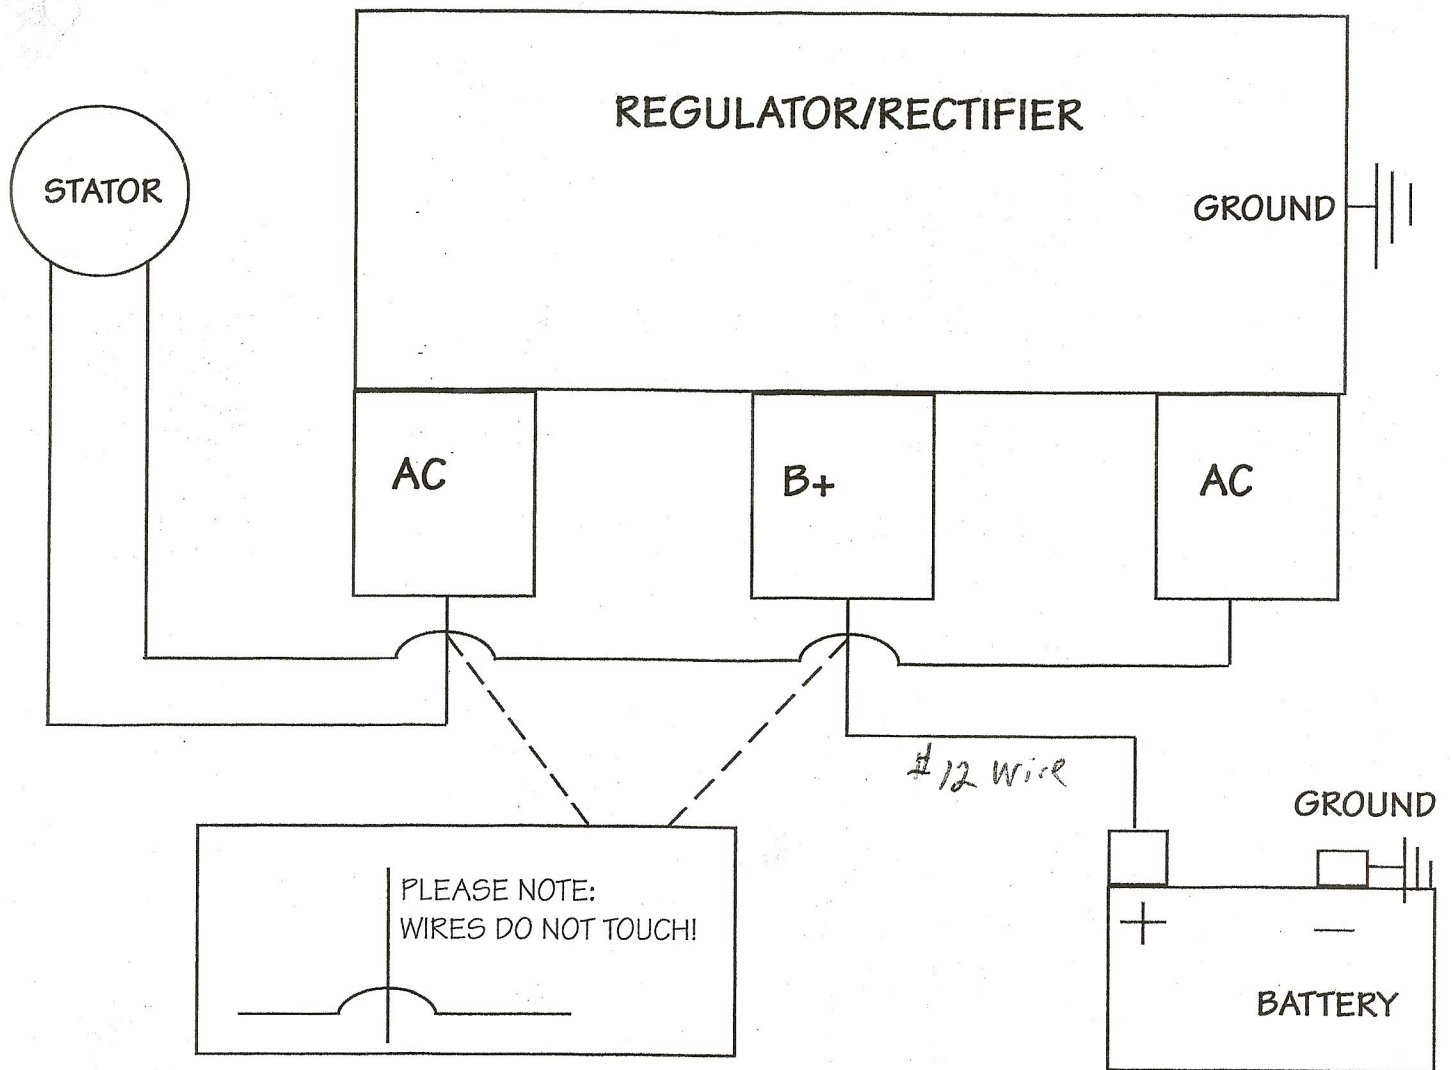 REGULATOR/RECTIFIER
STATOR
GROUND
AC
B+
AC
#12 Wire
GROUND
PLEASE NOTE:
WIRES DO NOT TOUCH!
+
—
BATTERY